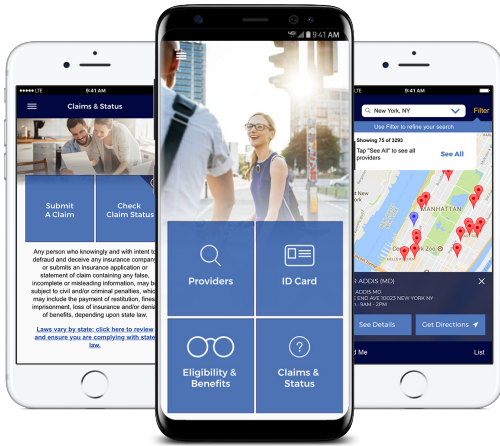 LTE
9:41 AM
Claims & Status
Submit
A Claim
Check
Claim Status
Any person who knowingly and with intent to
defraud and deceive any insurance company
or submits an insurance application or
statement of claim containing any false,
incomplete or misleading information, may be
subject to civil and/or criminal penalties, which
may include the payment of restitution, fines
imprisonment, loss of insurance and/or denial
of benefits, depending upon state law.
Laws vary by state: click here to review
and ensure you are complying with state
law.
9:41 AM
Providers
ID Card
Eligibility &
Benefits
Claims &
Status
LTE
9:41 AM
New York, NY
Filter
Use Filter to refine your search
Showing 75 of 3293
Tap "See All" to see all
providers
See All
MANHATTAN
Zoo
ADDIS (MD)
ADDIS MD
END AVE 10023 NEW YORK NY
9AM - 2PM
See Details
Get Directions
d Me
List